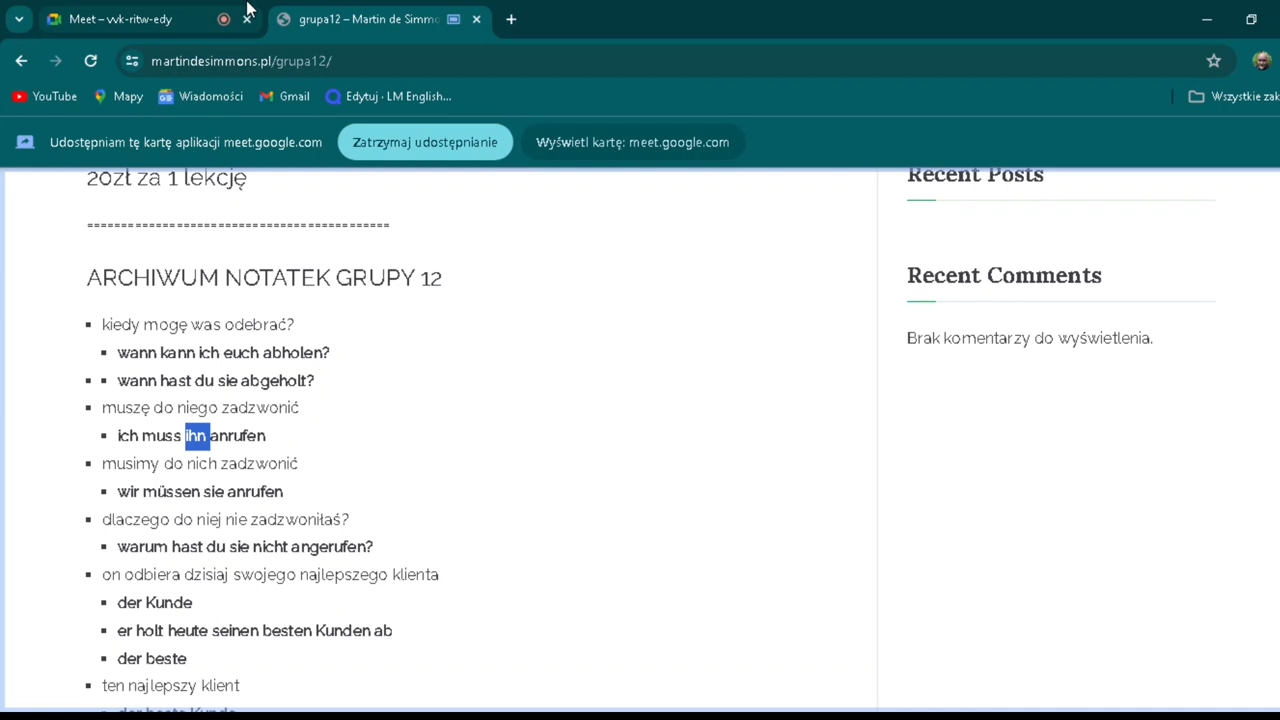 Meet – vvk-ritw-edy
grupa12 – Martin de Simmo
martindesimmons.pl/grupa12/
YouTube
Mapy
Wiadomości
Gmail
Edytuj · LM English...
Wszystkie zak
Udostępniam tę kartę aplikacji meet.google.com
Zatrzymaj udostępnianie
Wyświetl kartę: meet.google.com
20zł za 1 lekcję
=========================================
ARCHIWUM NOTATEK GRUPY 12
kiedy mogę was odebrać?
wann kann ich euch abholen?
wann hast du sie abgeholt?
muszę do niego zadzwonić
ich muss ihn anrufen
musimy do nich zadzwonić
wir müssen sie anrufen
dlaczego do niej nie zadzwoniłaś?
warum hast du sie nicht angerufen?
on odbiera dzisiaj swojego najlepszego klienta
der Kunde
er holt heute seinen besten Kunden ab
der beste
ten najlepszy klient
der beste Kunde
Recent Posts
Recent Comments
Brak komentarzy do wyświetlenia.